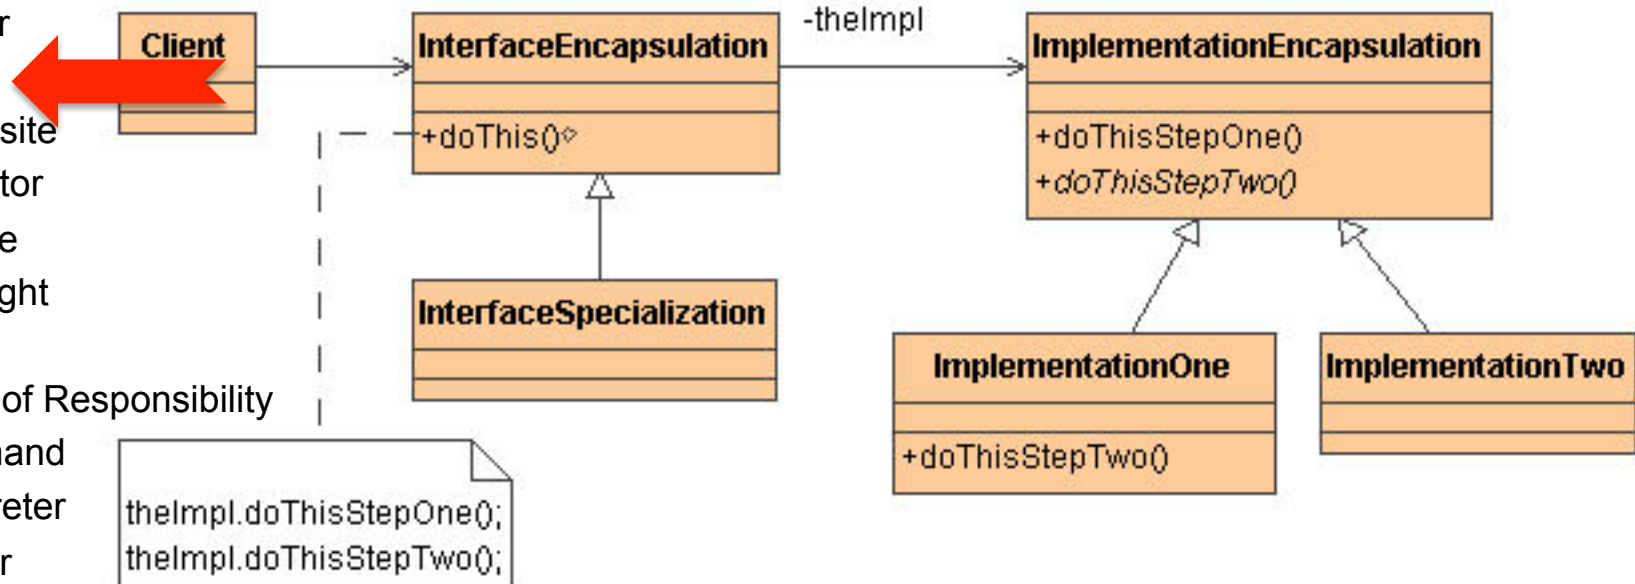 r
site
tor
e
ght
of Responsibility
and
reter
r
Client
InterfaceEncapsulation
+doThis()
-theImpl
ImplementationEncapsulation
+doThisStepOne()
+doThisStepTwo()
InterfaceSpecialization
ImplementationOne
+doThisStepTwo()
ImplementationTwo
theImpl.doThisStepOne();
theImpl.doThisStepTwo();